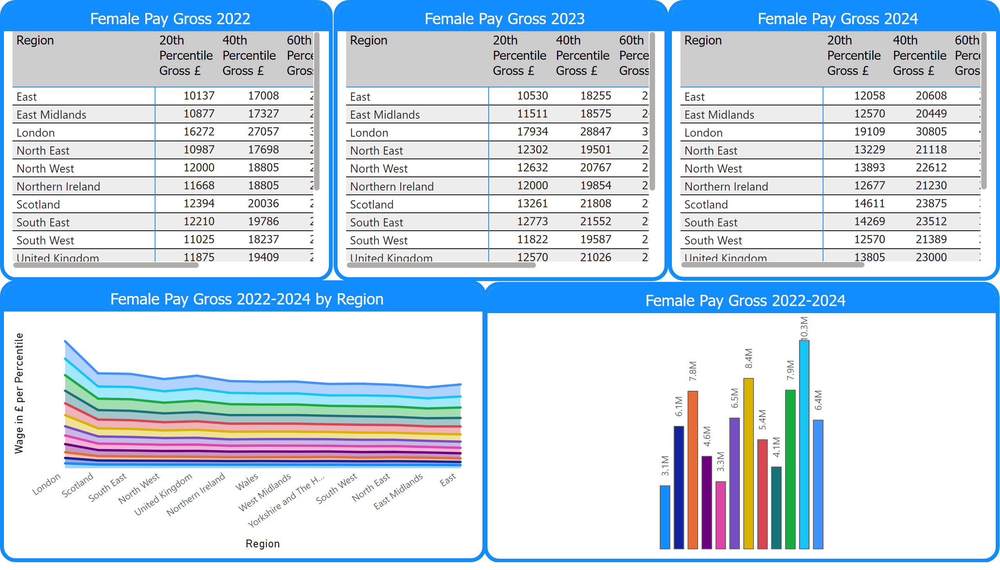 Female Pay Gross 2022
Region 20th Percentile Gross £ 40th Percentile Gross £ 60th
East 10137 17008
East Midlands 10877 17327
London 16272 27057
North East 10987 17698
North West 12000 18805
Northern Ireland 11668 18805
Scotland 12394 20036
South East 12210 19786
South West 11025 18237
United Kingdom 11875 19409
Female Pay Gross 2023
Region 20th Percentile Gross £ 40th Percentile Gross £ 60th
East 10530 18255
East Midlands 11511 18575
London 17934 28847
North East 12302 19501
North West 12632 20767
Northern Ireland 12000 19854
Scotland 13261 21808
South East 12773 21552
South West 11822 19587
United Kingdom 12570 21026
Female Pay Gross 2024
Region 20th Percentile Gross £ 40th Percentile Gross £ 60th
East 12058 20608
East Midlands 12570 20449
London 19109 30805
North East 13229 21118
North West 13893 22612
Northern Ireland 12677 21230
Scotland 14611 23875
South East 14269 23512
South West 12570 21389
United Kingdom 13805 23000
Female Pay Gross 2022-2024 by Region
Wage in £ per Percentile
London
Scotland
South East
North West
United Kingdom
Northern Ireland
Wales
West Midlands
Yorkshire and The H...
South West
North East
East Midlands
East
Region
Female Pay Gross 2022-2024
3.1M
6.1M
7.8M
4.6M
3.3M
6.5M
8.4M
5.4M
4.1M
7.9M
10.3M
6.4M